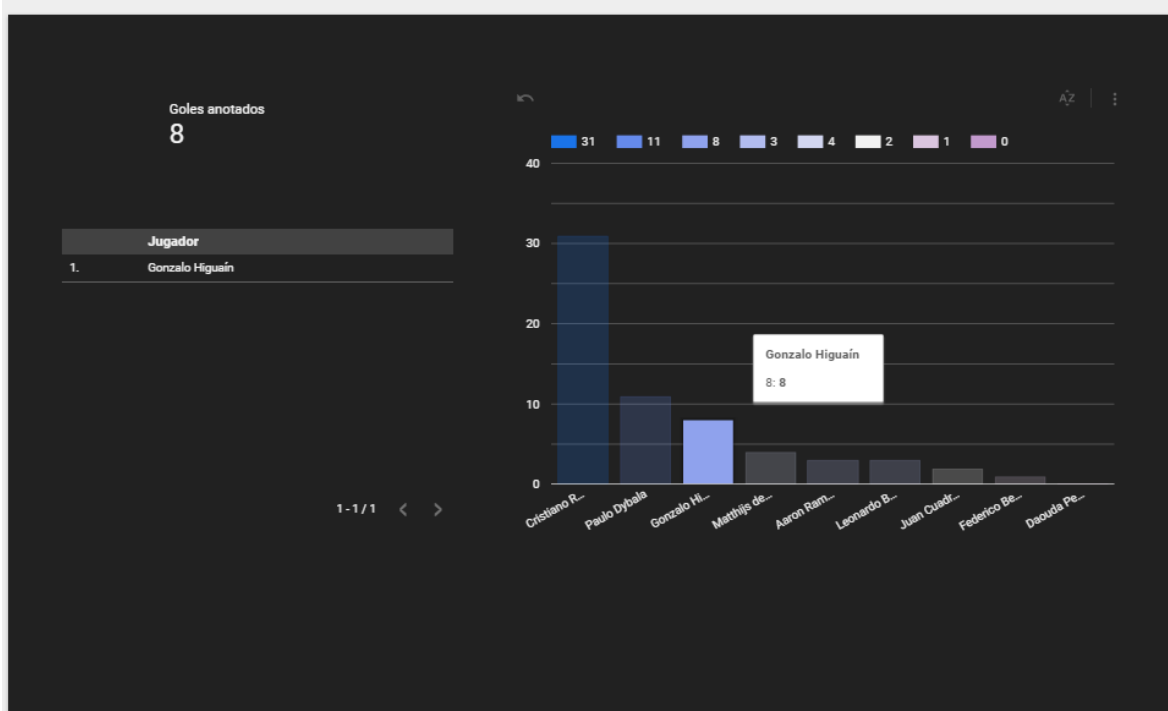 Goles anotados
8
Jugador
1. Gonzalo Higuaín
1 - 1 / 1
31 11 8 3 4 2 1 0
40
30
20
10
0
Gonzalo Higuaín
8: 8
Cristiano R...
Paulo Dybala
Gonzalo Hi...
Matthijs de...
Aaron Ram...
Leonardo B...
Juan Cuadr...
Federico Be...
Daouda Pe...